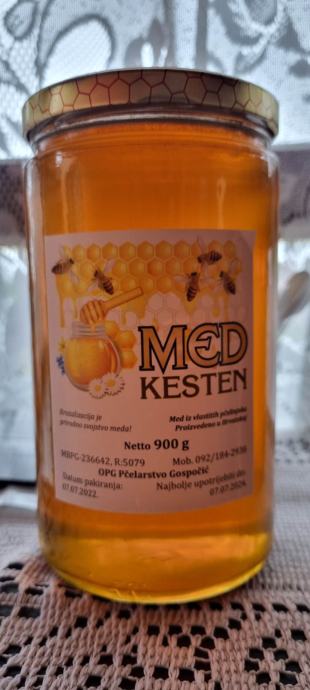 MED
KESTEN
Kristalizacija je
prirodno svojstvo meda!
Med iz vlastitih pčelinjaka
Proizvedeno u Hrvatskoj
Netto 900 g
MBPG-236642, R:5079 Mob. 092/184-2938
OPG Pčelarstvo Gospočić
Datum pakiranja: Najbolje upotrijebiti do:
07.07.2022. 07.07.2024.